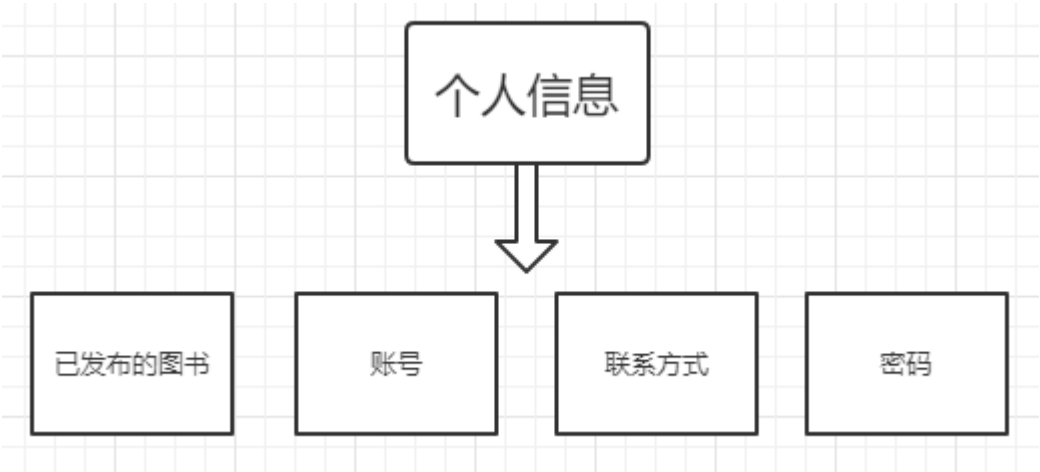 个人信息
已发布的图书
账号
联系方式
密码